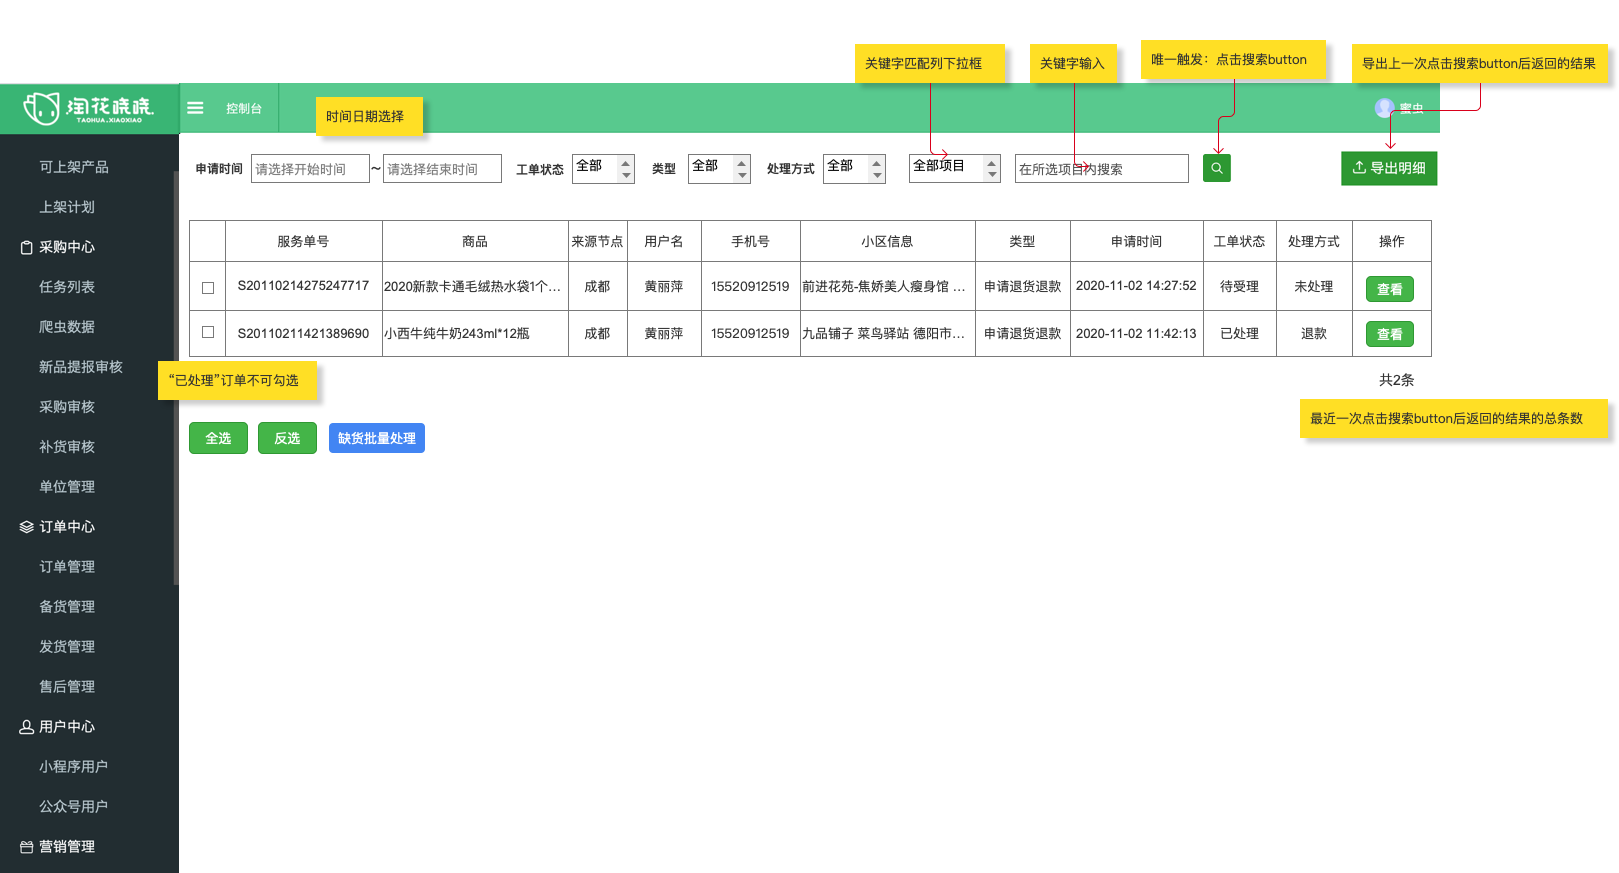 关键字匹配列下拉框
关键字输入
唯一触发：点击搜索button
导出上一次点击搜索button后返回的结果
淘花哓哓
TAOHUA.XIAOXIAO
控制台
时间日期选择
蜜虫
申请时间 请选择开始时间 ~ 请选择结束时间 工单状态 全部 类型 全部 处理方式 全部 全部项目 在所选项目内搜索 导出明细
可上架产品
上架计划
采购中心
任务列表
爬虫数据
新品提报审核
采购审核
补货审核
单位管理
订单中心
订单管理
备货管理
发货管理
售后管理
用户中心
小程序用户
公众号用户
营销管理
服务单号 商品 来源节点 用户名 手机号 小区信息 类型 申请时间 工单状态 处理方式 操作
S20110214275247717 2020新款卡通毛绒热水袋1个... 成都 黄丽萍 15520912519 前进花苑-焦娇美人瘦身馆 ... 申请退货退款 2020-11-02 14:27:52 待受理 未处理 查看
S20110211421389690 小西牛纯牛奶243ml*12瓶 成都 黄丽萍 15520912519 九品铺子 菜鸟驿站 德阳市... 申请退货退款 2020-11-02 11:42:13 已处理 退款 查看
“已处理”订单不可勾选
共2条
最近一次点击搜索button后返回的结果的总条数
全选 反选 缺货批量处理